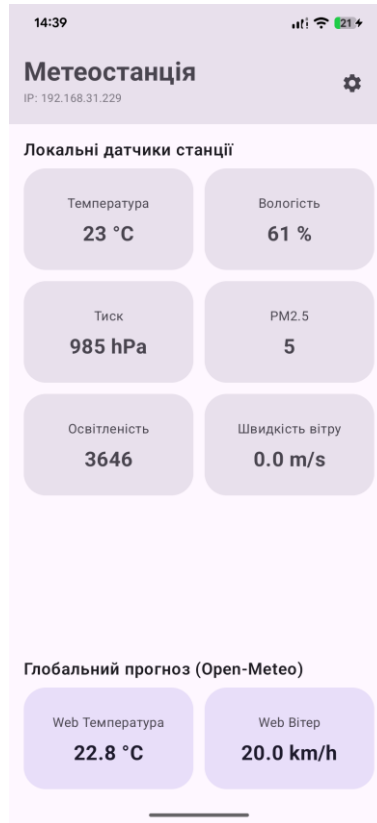 14:39
21
Метеостанція
IP: 192.168.31.229
Локальні датчики станції
Температура
23 °C
Вологість
61 %
Тиск
985 hPa
PM2.5
5
Освітленість
3646
Швидкість вітру
0.0 m/s
Глобальний прогноз (Open-Meteo)
Web Температура
22.8 °C
Web Вітер
20.0 km/h